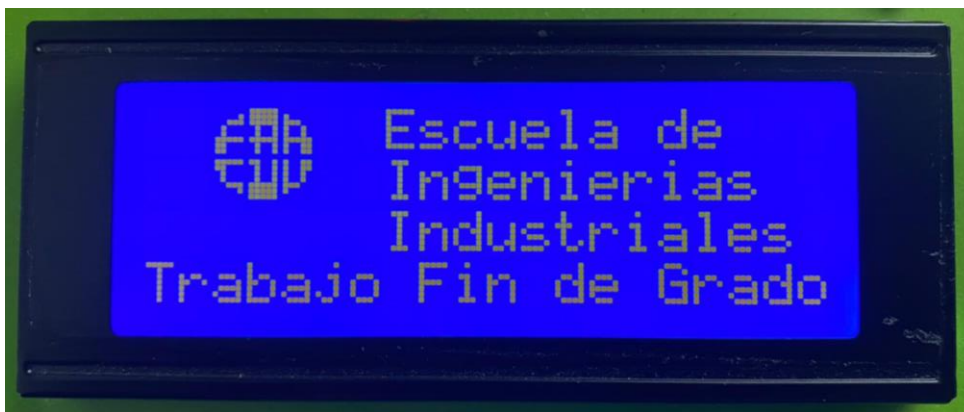 Escuela de
Ingenierias
Industriales
Trabajo Fin de Grado